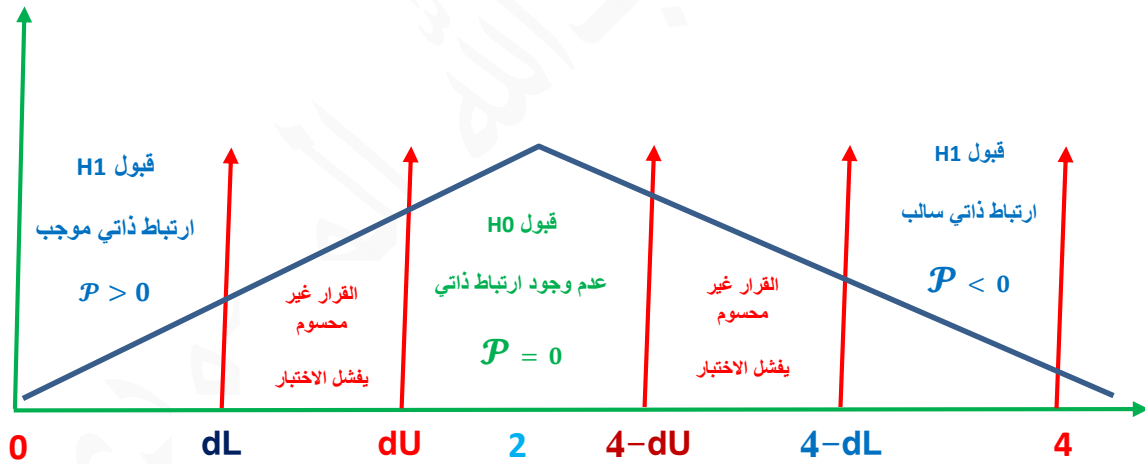 قبول H1
ارتباط ذاتي موجب
𝒫 > 0
القرار غير
محسوم
يفشل الاختبار
قبول H0
عدم وجود ارتباط ذاتي
𝒫 = 0
القرار غير
محسوم
يفشل الاختبار
قبول H1
ارتباط ذاتي سالب
𝒫 < 0
0 dL dU 2 4−dU 4−dL 4